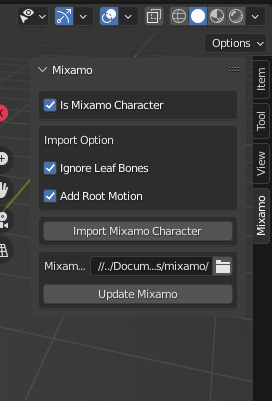 Options
Mixamo
Is Mixamo Character
Import Option
Ignore Leaf Bones
Add Root Motion
Import Mixamo Character
Mixam... //../Docum...s/mixamo/
Update Mixamo
Item
Tool
View
Mixamo